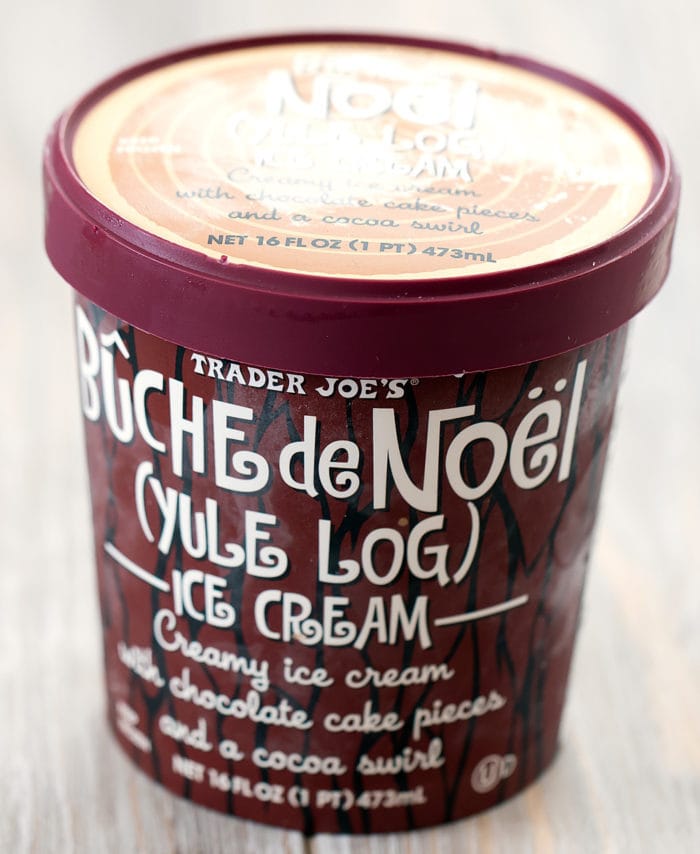 Noël
(YULE LOG)
ICE CREAM
Creamy ice cream
with chocolate cake pieces
and a cocoa swirl
NET 16 FL OZ (1 PT) 473mL
TRADER JOE'S®
BÛCHE de Noël
(YULE LOG)
ICE CREAM
Creamy ice cream
with chocolate cake pieces
and a cocoa swirl
NET 16 FL OZ (1 PT) 473mL